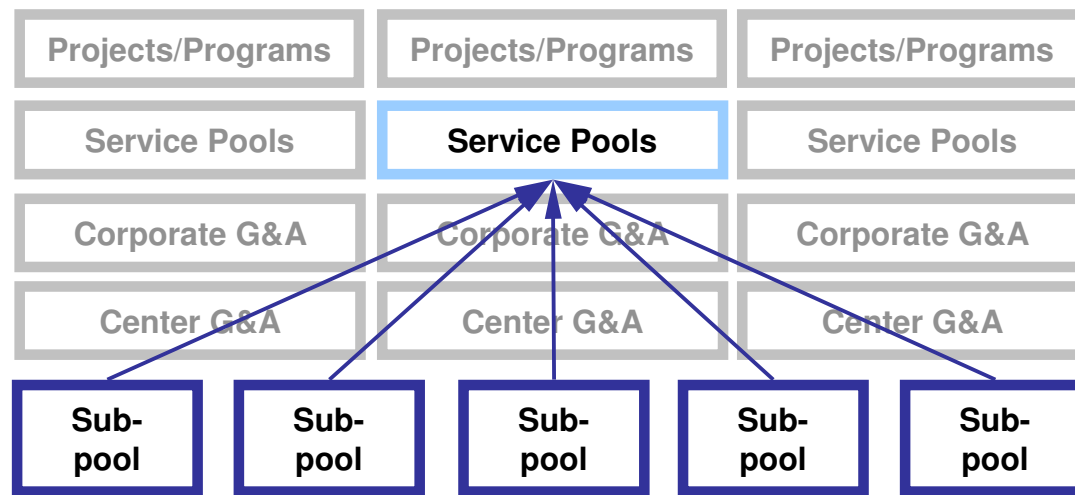 Projects/Programs Projects/Programs Projects/Programs
Service Pools Service Pools Service Pools
Corporate G&A Corporate G&A Corporate G&A
Center G&A Center G&A Center G&A
Sub- Sub- Sub- Sub- Sub-
pool pool pool pool pool